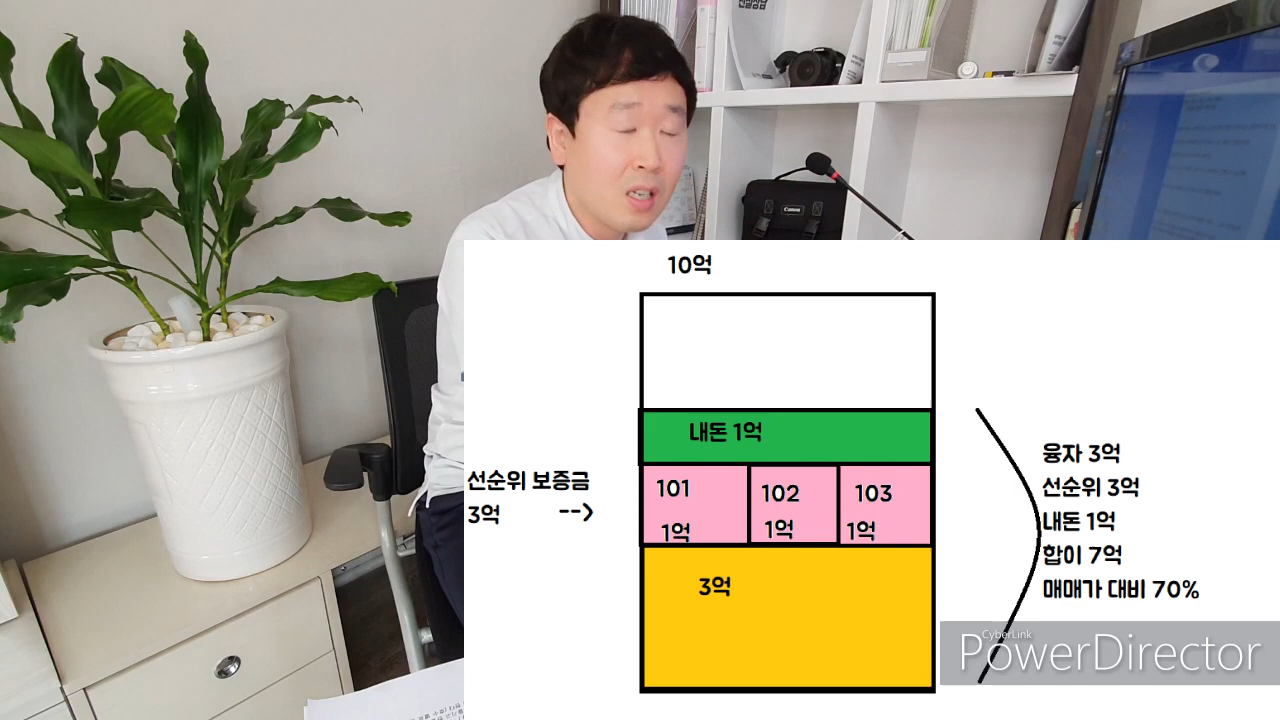 Canon
10억
내돈 1억
선순위 보증금
3억 -->
101
102
103
1억
1억
1억
3억
융자 3억
선순위 3억
내돈 1억
합이 7억
매매가 대비 70%
CyberLink
PowerDirector